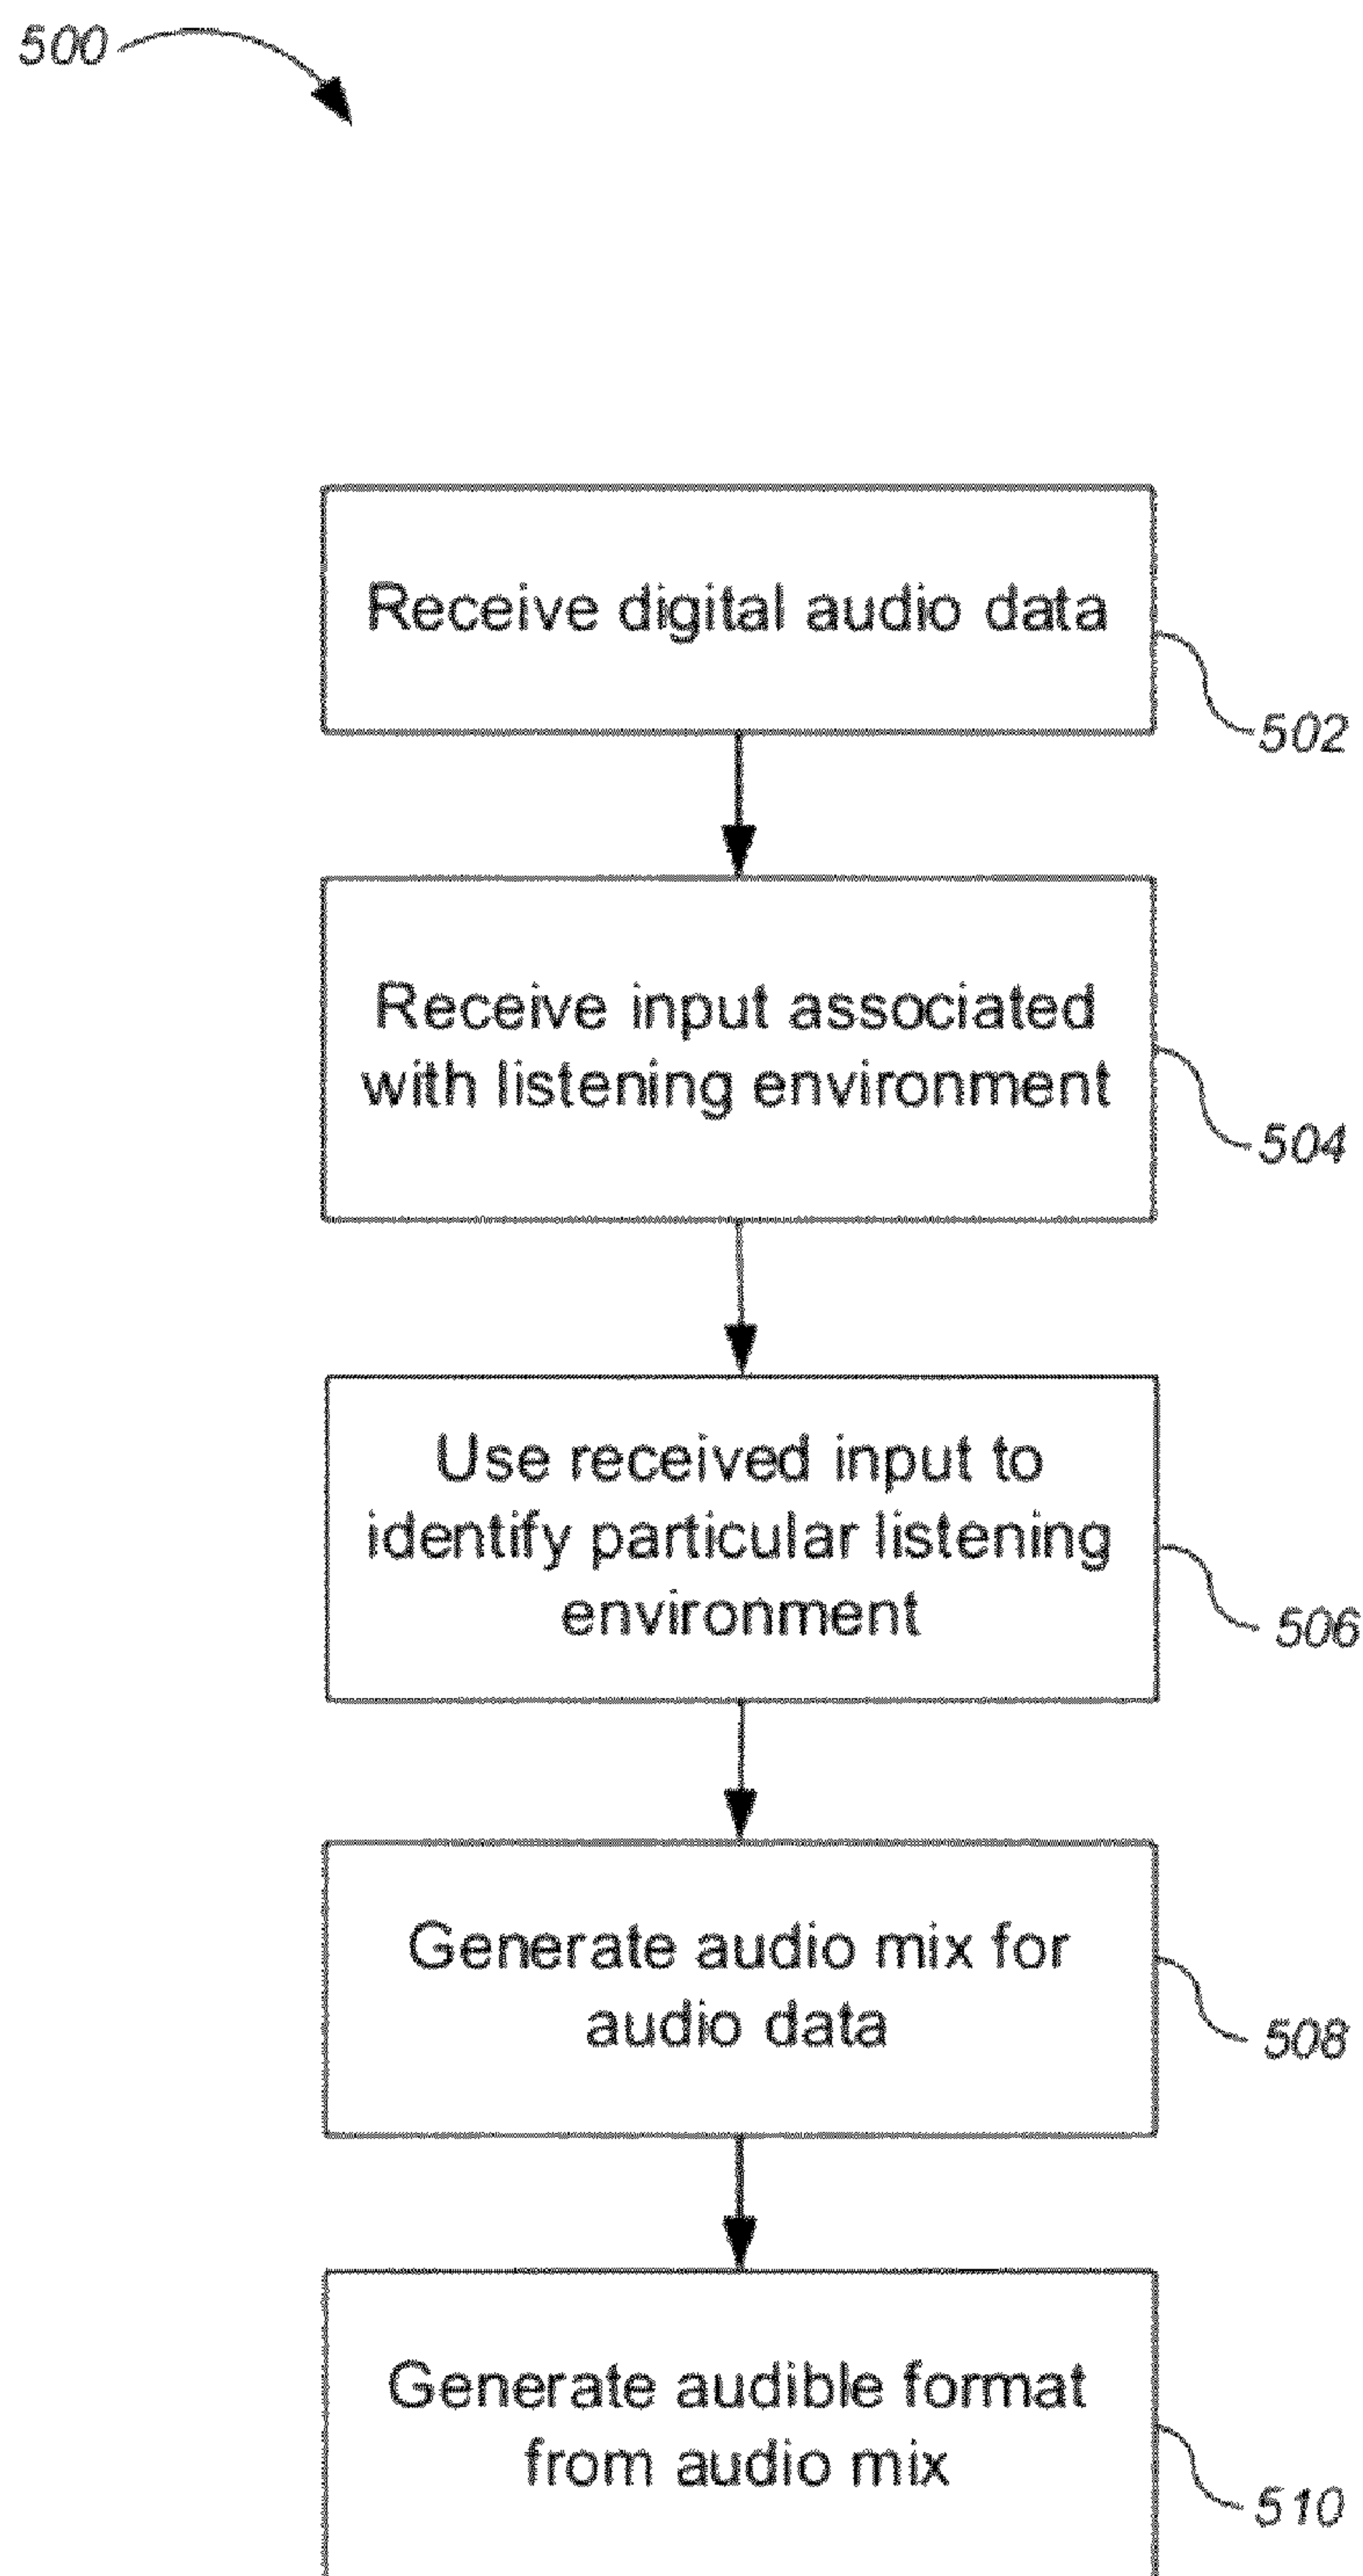 500
Receive digital audio data
502
Receive input associated
with listening environment
504
Use received input to
identify particular listening
environment
506
Generate audio mix for
audio data
508
Generate audible format
from audio mix
510